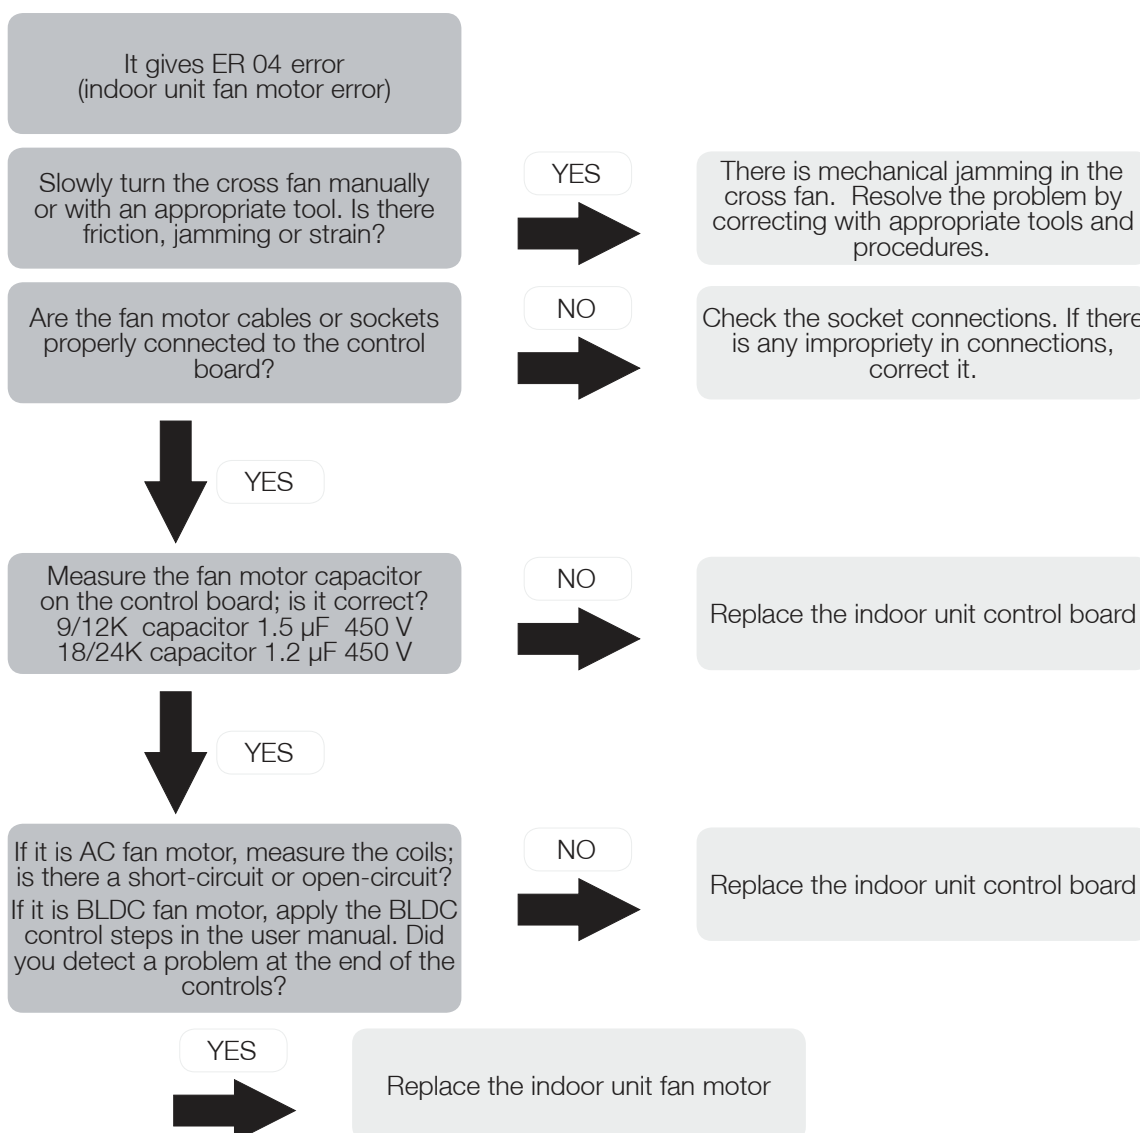 It gives ER 04 error
(indoor unit fan motor error)
Slowly turn the cross fan manually
or with an appropriate tool. Is there
friction, jamming or strain?
YES
There is mechanical jamming in the
cross fan.  Resolve the problem by
correcting with appropriate tools and
procedures.
Are the fan motor cables or sockets
properly connected to the control
board?
NO
Check the socket connections. If there
is any impropriety in connections,
correct it.
YES
Measure the fan motor capacitor
on the control board; is it correct?
9/12K  capacitor 1.5 µF  450 V
18/24K capacitor 1.2 µF 450 V
NO
Replace the indoor unit control board
YES
If it is AC fan motor, measure the coils;
is there a short-circuit or open-circuit?
If it is BLDC fan motor, apply the BLDC
control steps in the user manual. Did
you detect a problem at the end of the
controls?
NO
Replace the indoor unit control board
YES
Replace the indoor unit fan motor